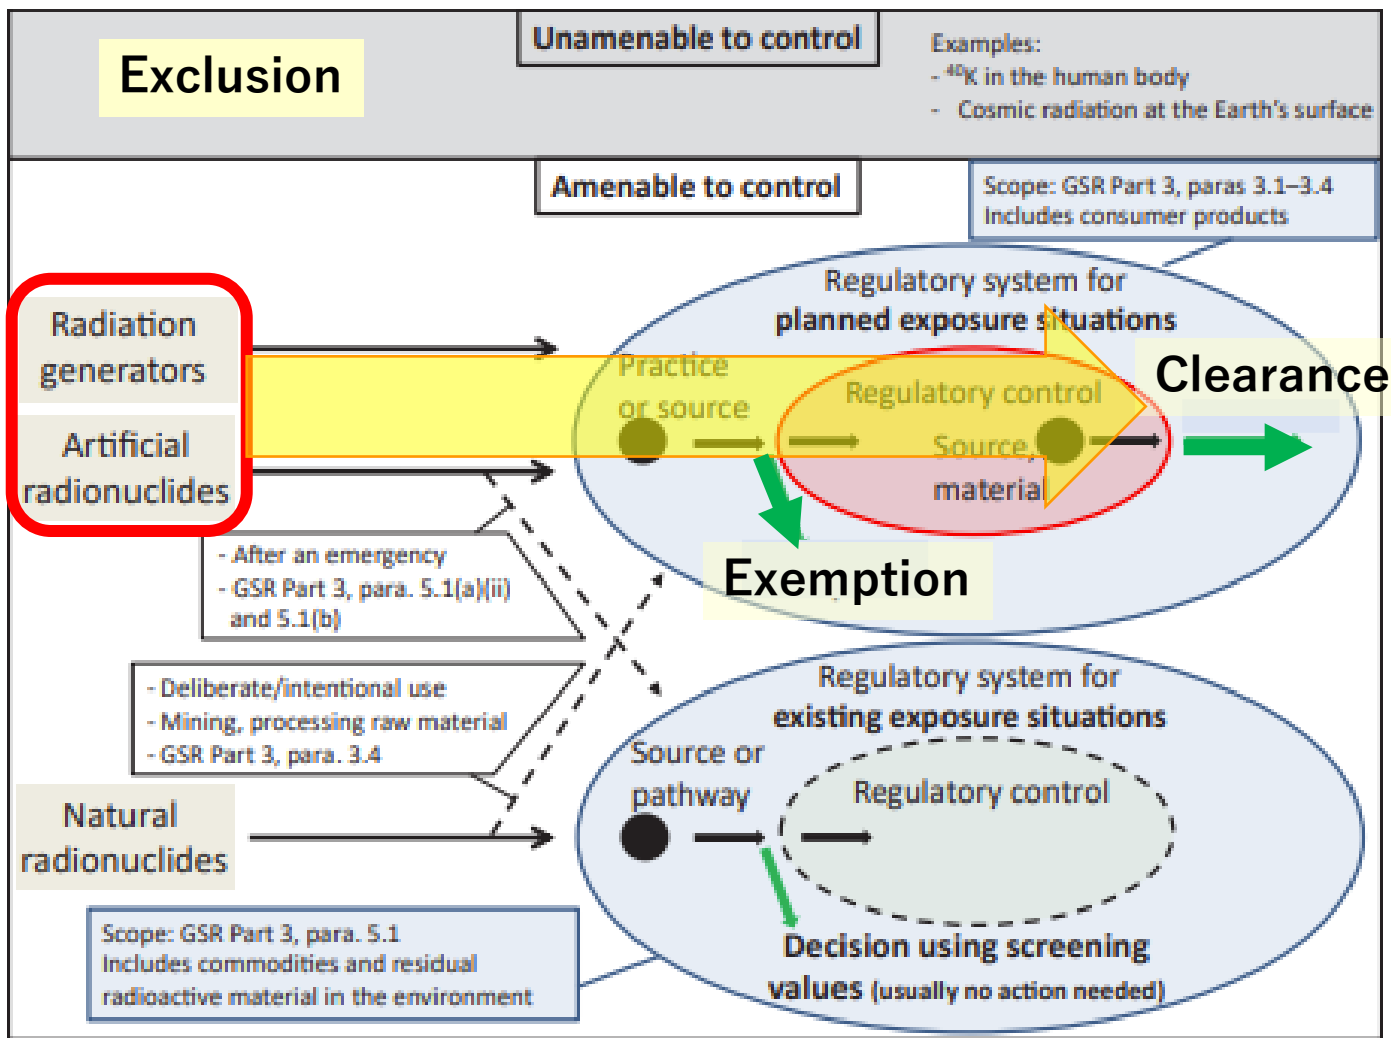 Exclusion
Unamenable to control
Examples:
- ⁴⁰K in the human body
- Cosmic radiation at the Earth's surface
Amenable to control
Scope: GSR Part 3, paras 3.1–3.4
Includes consumer products
Radiation
generators
Artificial
radionuclides
Regulatory system for
planned exposure situations
Practice
or source
Regulatory control
Source,
material
Clearance
Exemption
- After an emergency
- GSR Part 3, para. 5.1(a)(ii)
and 5.1(b)
- Deliberate/intentional use
- Mining, processing raw material
- GSR Part 3, para. 3.4
Natural
radionuclides
Regulatory system for
existing exposure situations
Source or
pathway
Regulatory control
Decision using screening
values (usually no action needed)
Scope: GSR Part 3, para. 5.1
Includes commodities and residual
radioactive material in the environment